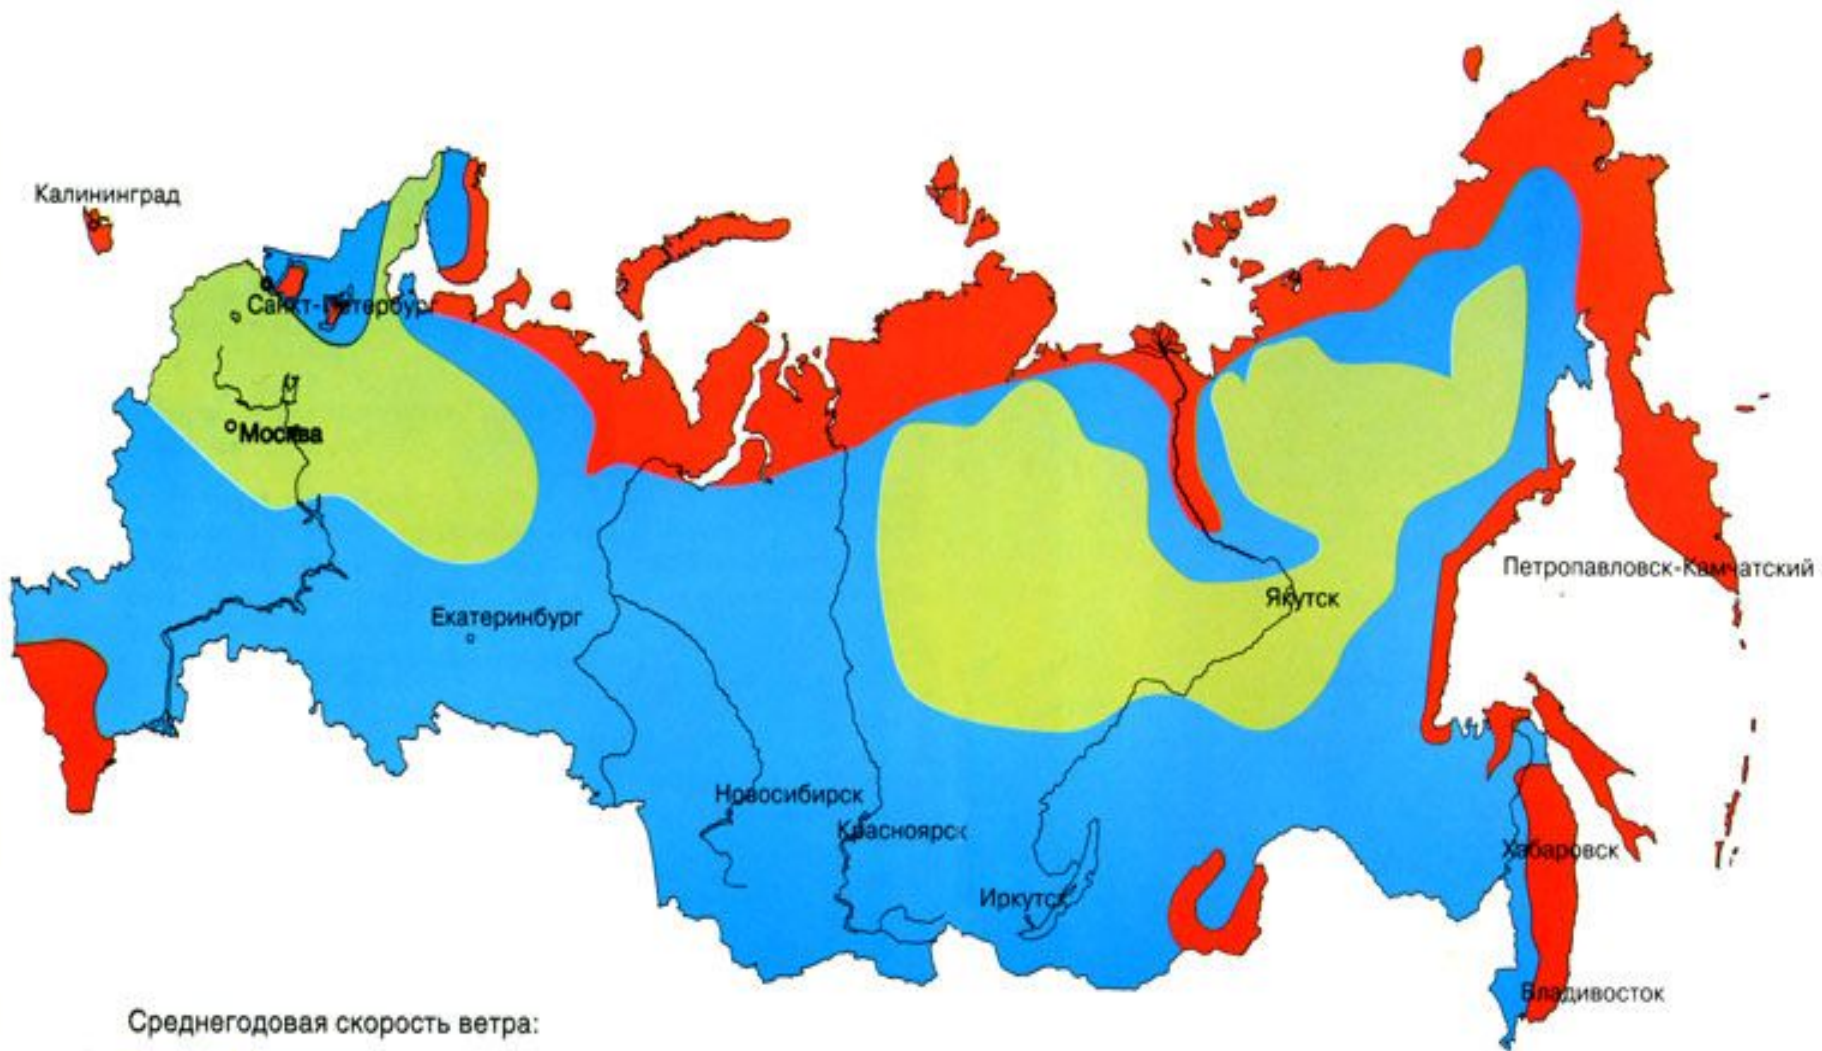 Калининград
Санкт-Петербург
Москва
Петропавловск-Камчатский
Якутск
Екатеринбург
Новосибирск
Красноярск
Хабаровск
Иркутск
Владивосток
Среднегодовая скорость ветра: